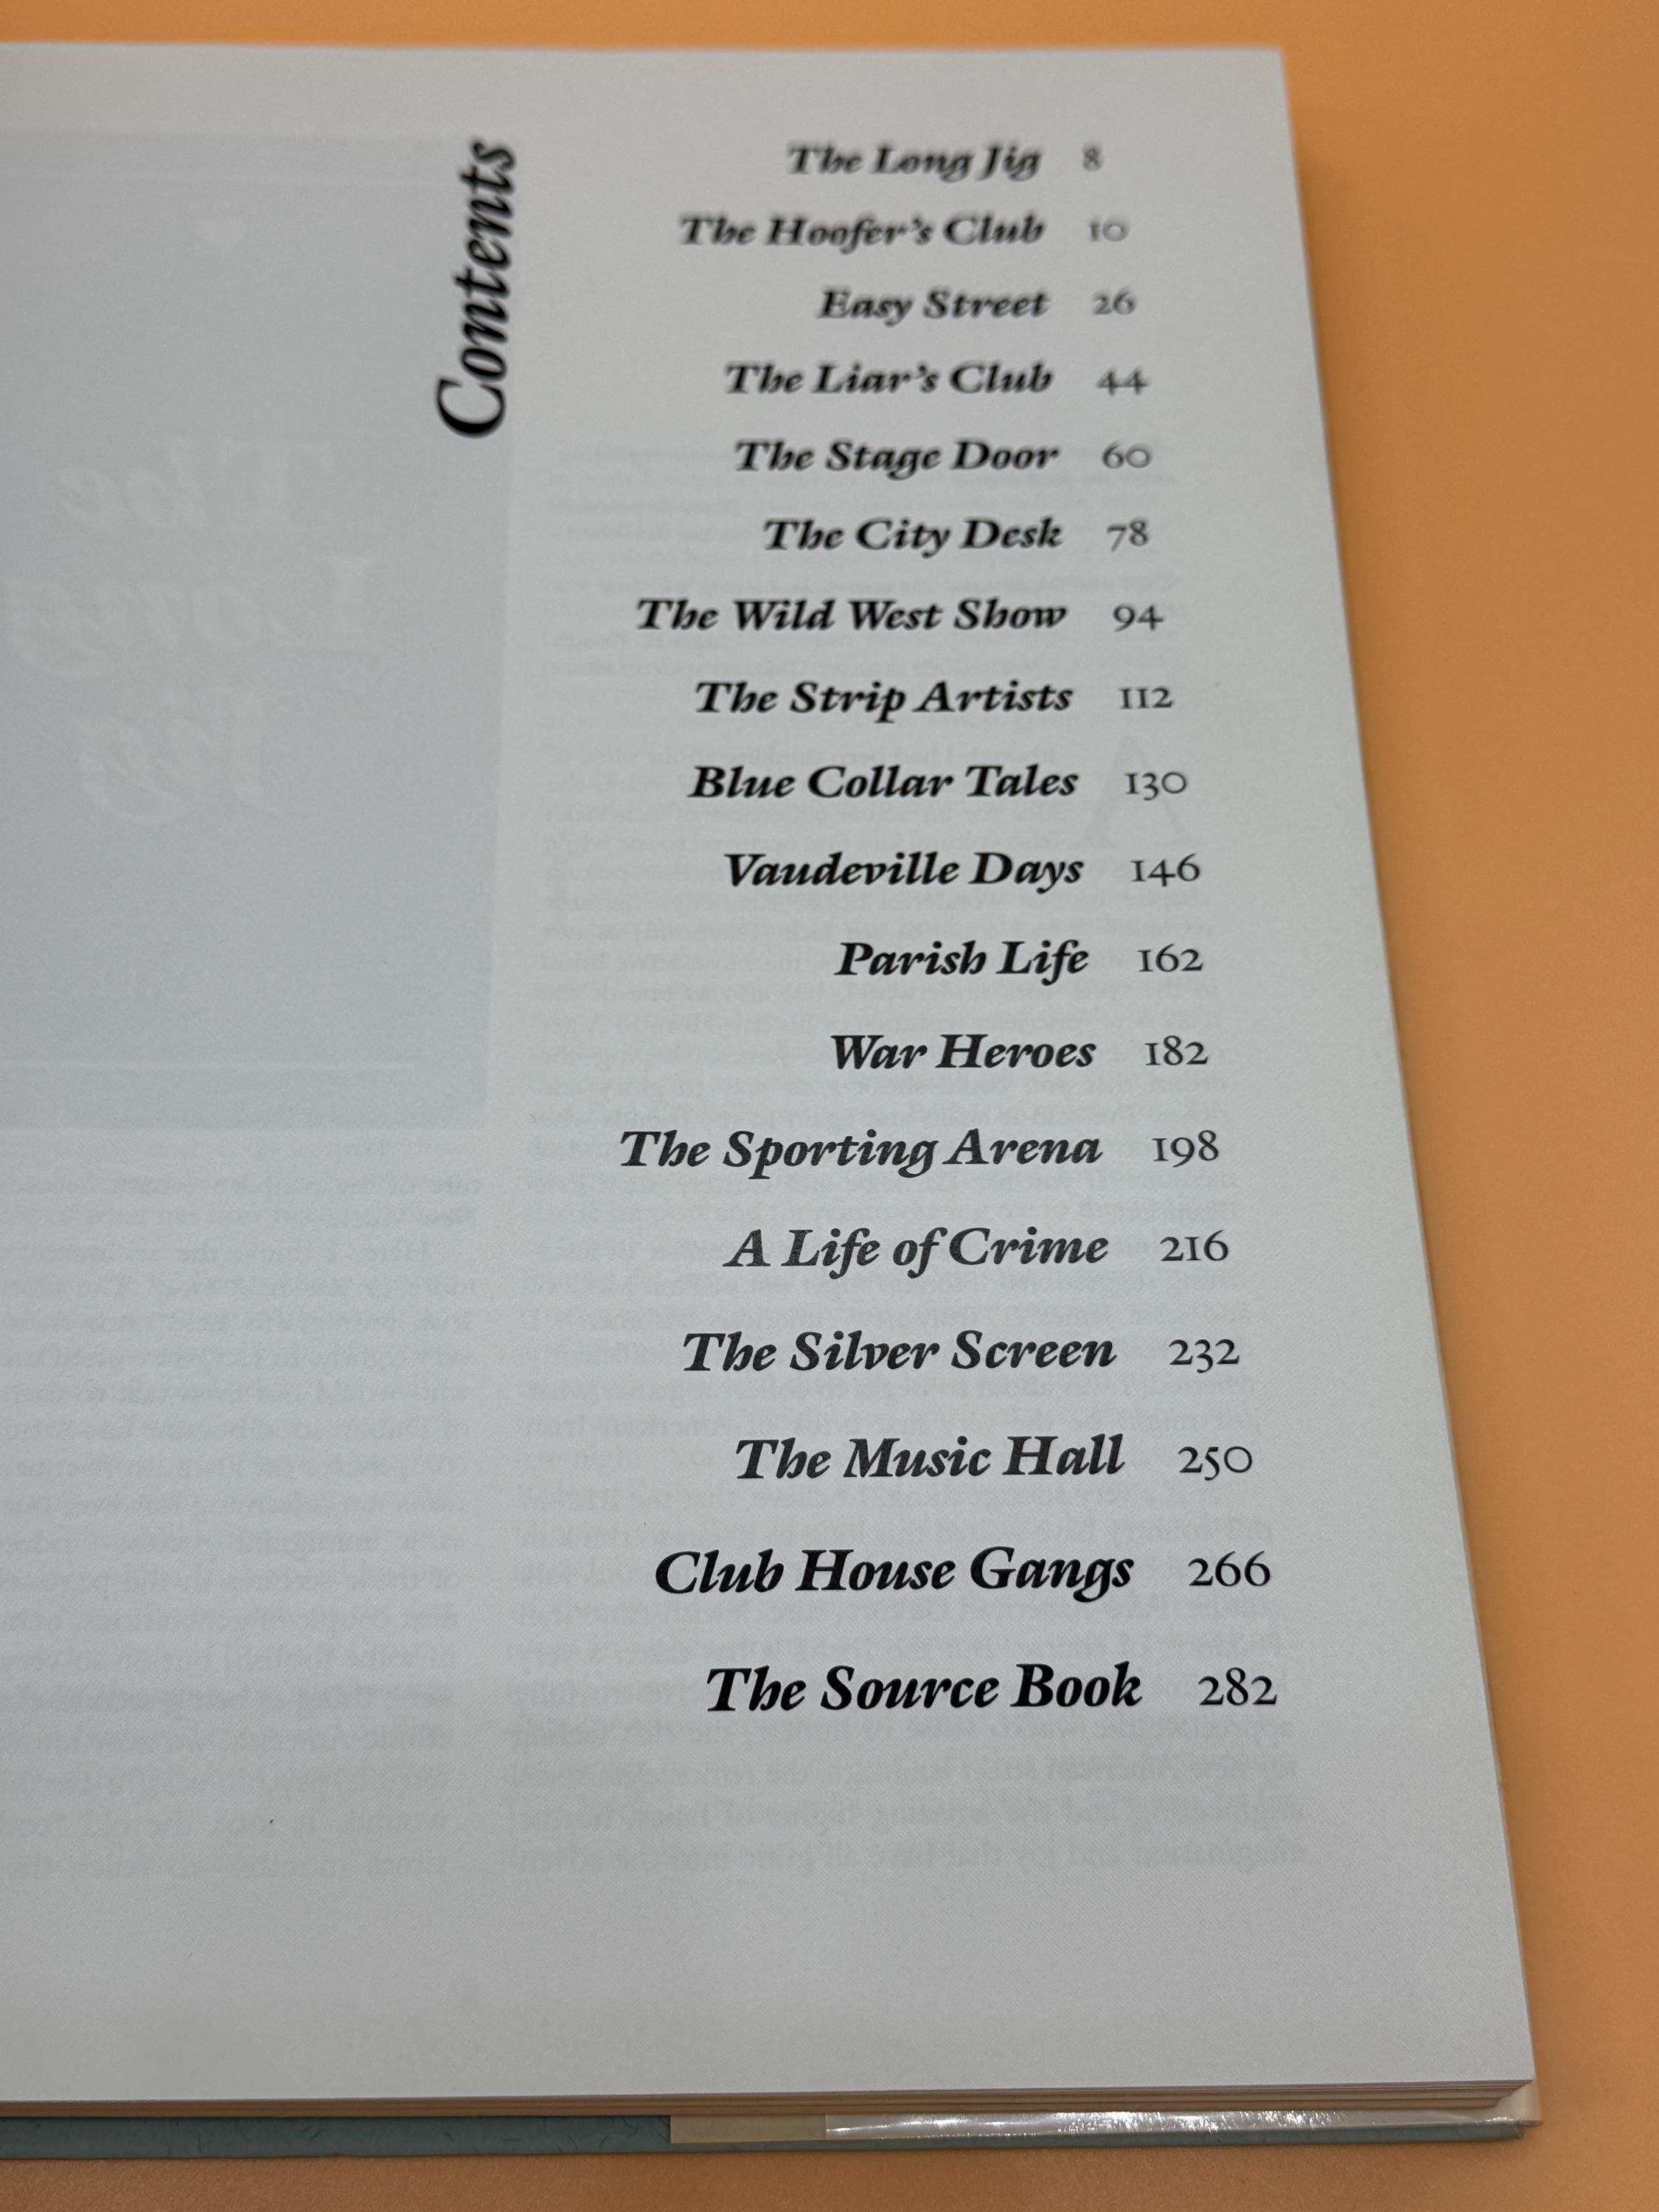 Contents
The Long Jig 8
The Hoofer's Club 10
Easy Street 26
The Liar's Club 44
The Stage Door 60
The City Desk 78
The Wild West Show 94
The Strip Artists 112
Blue Collar Tales 130
Vaudeville Days 146
Parish Life 162
War Heroes 182
The Sporting Arena 198
A Life of Crime 216
The Silver Screen 232
The Music Hall 250
Club House Gangs 266
The Source Book 282